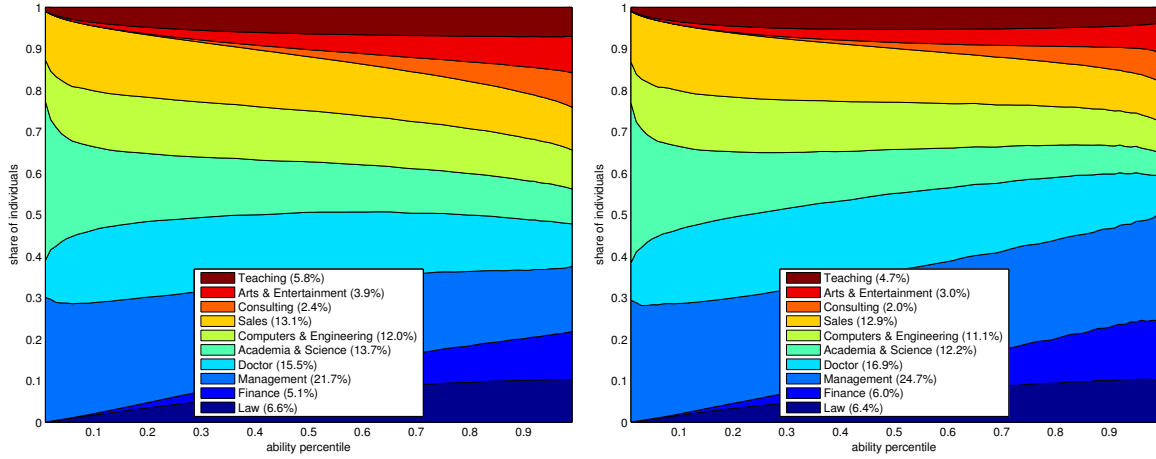 1
0.9
0.8
0.7
0.6
0.5
0.4
0.3
0.2
0.1
0
share of individuals
Teaching (5.8%)
Arts & Entertainment (3.9%)
Consulting (2.4%)
Sales (13.1%)
Computers & Engineering (12.0%)
Academia & Science (13.7%)
Doctor (15.5%)
Management (21.7%)
Finance (5.1%)
Law (6.6%)
0.1 0.2 0.3 0.4 0.5 0.6 0.7 0.8 0.9
ability percentile
1
0.9
0.8
0.7
0.6
0.5
0.4
0.3
0.2
0.1
0
share of individuals
Teaching (4.7%)
Arts & Entertainment (3.0%)
Consulting (2.0%)
Sales (12.9%)
Computers & Engineering (11.1%)
Academia & Science (12.2%)
Doctor (16.9%)
Management (24.7%)
Finance (6.0%)
Law (6.4%)
0.1 0.2 0.3 0.4 0.5 0.6 0.7 0.8 0.9
ability percentile